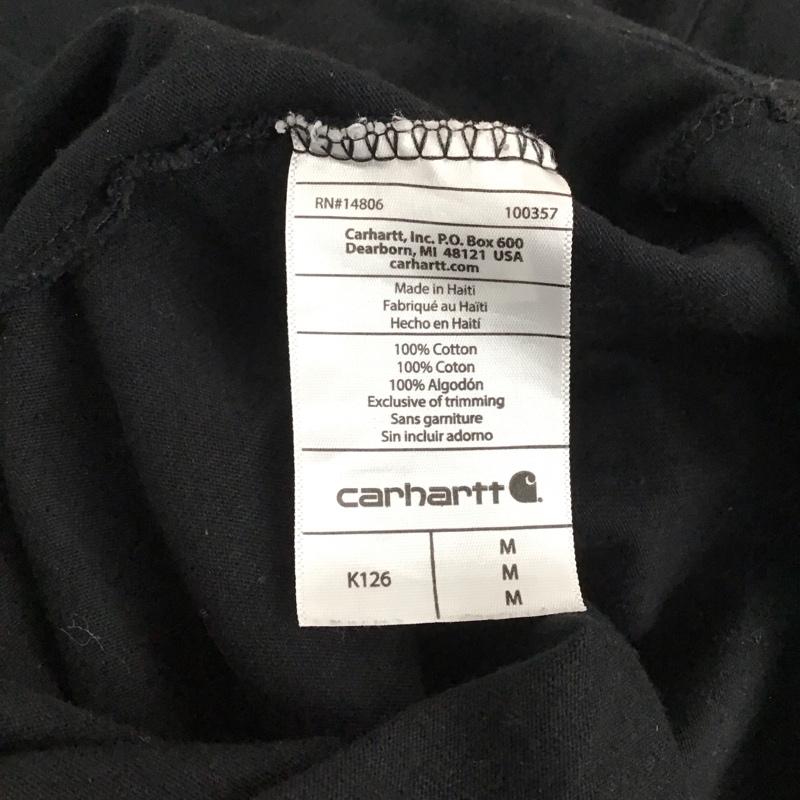 RN#14806 100357
Carhartt, Inc. P.O. Box 600
Dearborn, MI 48121 USA
carhartt.com
Made in Haiti
Fabriqué au Haïti
Hecho en Haití
100% Cotton
100% Coton
100% Algodón
Exclusive of trimming
Sans garniture
Sin incluir adorno
carhartt
K126
M
M
M